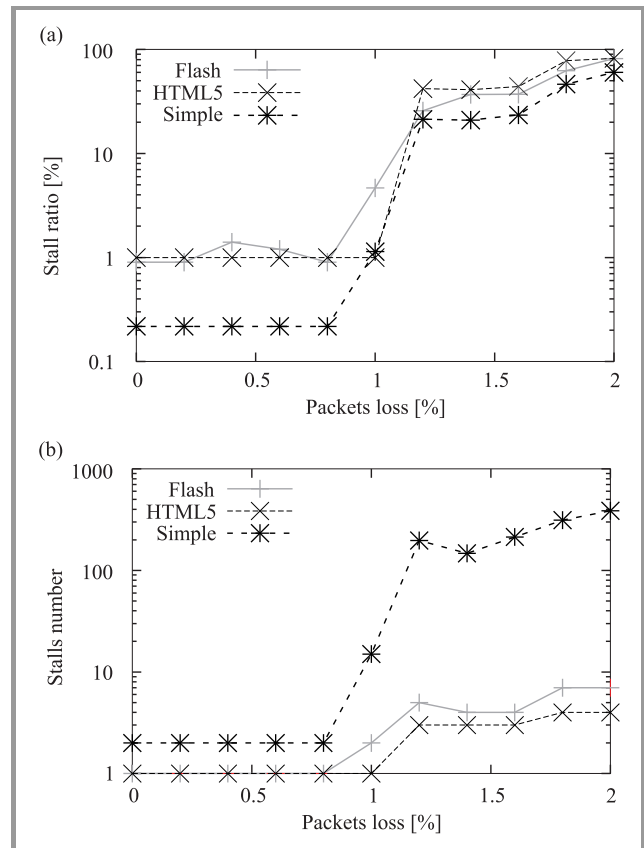 (a)
100
10
1
0.1
Stall ratio [%]
Flash
HTML5
Simple
0
0.5
1
1.5
2
Packets loss [%]
(b)
1000
100
10
1
Stalls number
Flash
HTML5
Simple
0
0.5
1
1.5
2
Packets loss [%]